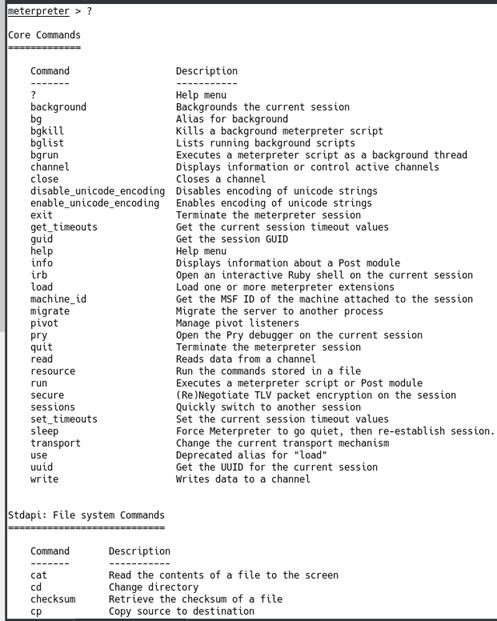 meterpreter > ?
Core Commands
=============
Command Description
------- -----------
? Help menu
background Backgrounds the current session
bg Alias for background
bgkill Kills a background meterpreter script
bglist Lists running background scripts
bgrun Executes a meterpreter script as a background thread
channel Displays information or control active channels
close Closes a channel
disable_unicode_encoding Disables encoding of unicode strings
enable_unicode_encoding Enables encoding of unicode strings
exit Terminate the meterpreter session
get_timeouts Get the current session timeout values
guid Get the session GUID
help Help menu
info Displays information about a Post module
irb Open an interactive Ruby shell on the current session
load Load one or more meterpreter extensions
machine_id Get the MSF ID of the machine attached to the session
migrate Migrate the server to another process
pivot Manage pivot listeners
pry Open the Pry debugger on the current session
quit Terminate the meterpreter session
read Reads data from a channel
resource Run the commands stored in a file
run Executes a meterpreter script or Post module
secure (Re)Negotiate TLV packet encryption on the session
sessions Quickly switch to another session
set_timeouts Set the current session timeout values
sleep Force Meterpreter to go quiet, then re-establish session.
transport Change the current transport mechanism
use Deprecated alias for "load"
uuid Get the UUID for the current session
write Writes data to a channel
Stdapi: File system Commands
============================
Command Description
------- -----------
cat Read the contents of a file to the screen
cd Change directory
checksum Retrieve the checksum of a file
cp Copy source to destination